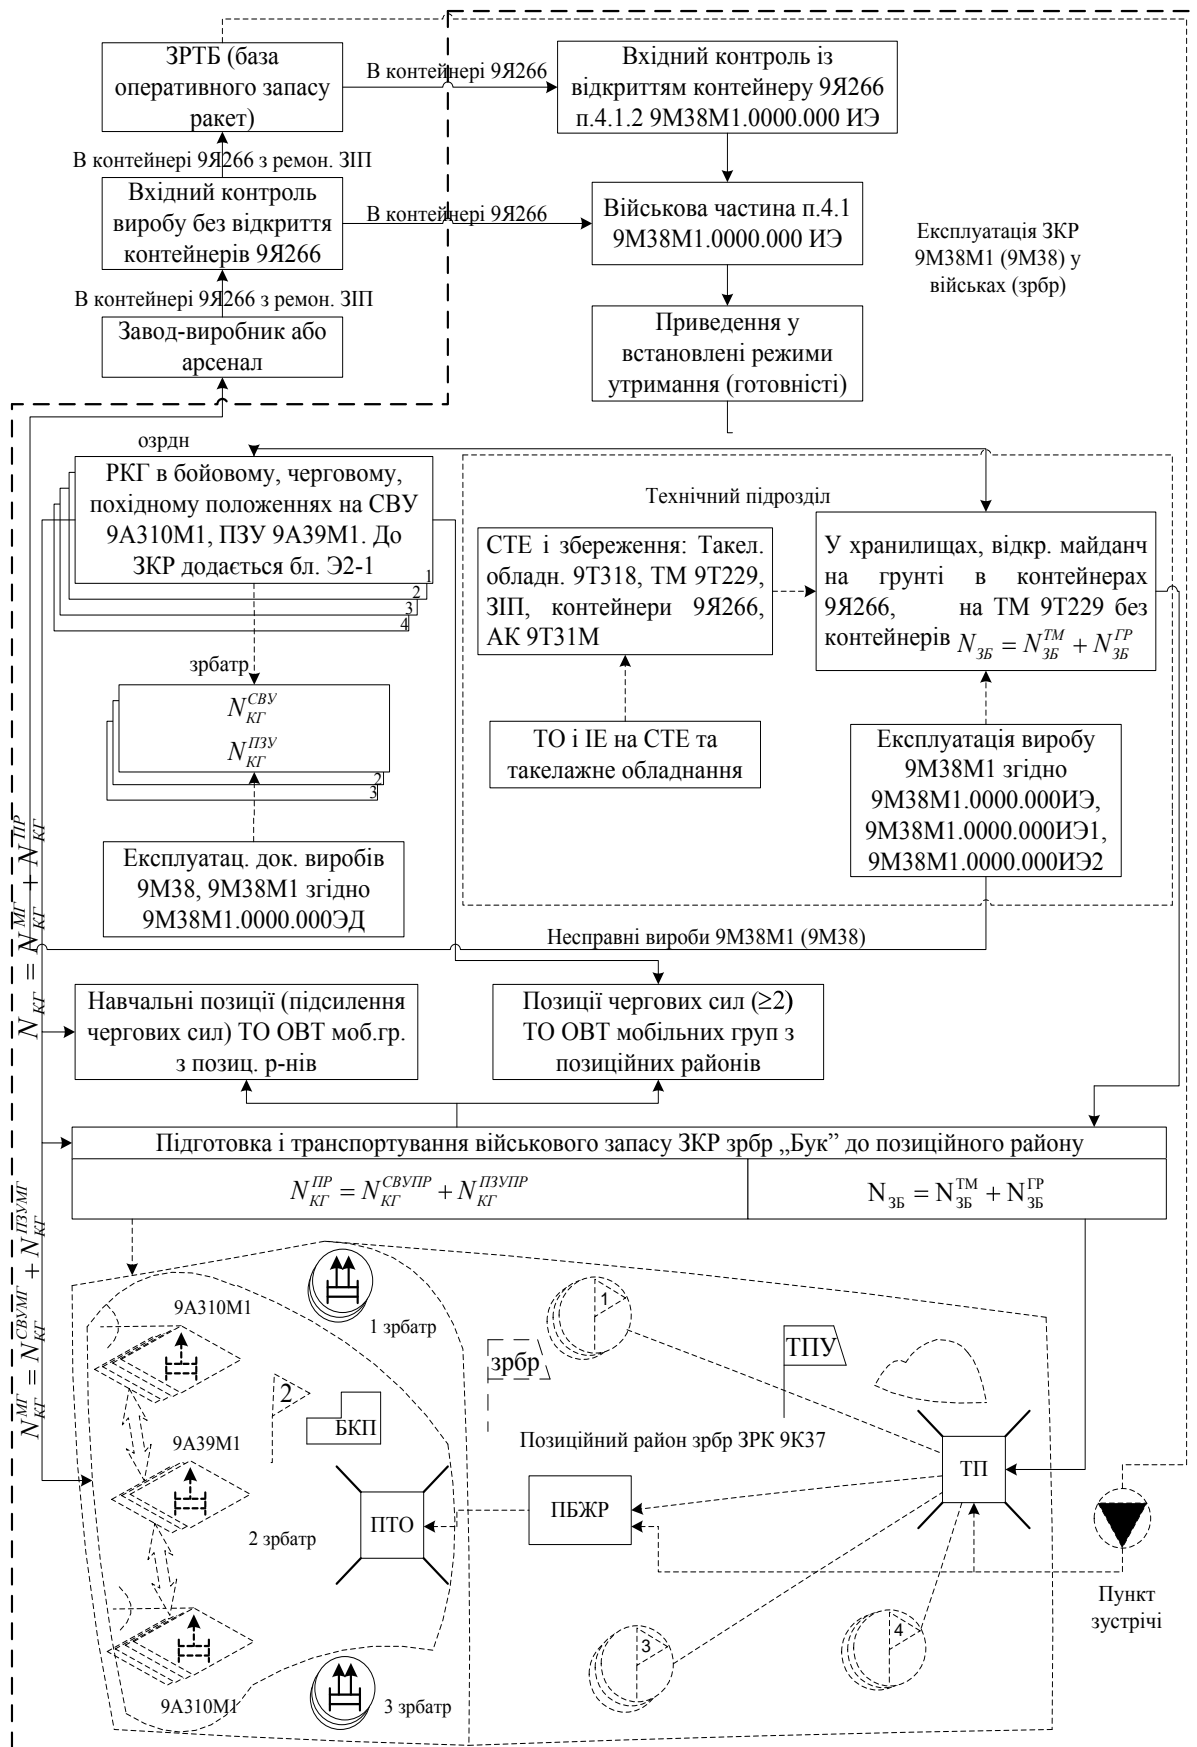 ЗРТБ (база
оперативного запасу
ракет)
В контейнері 9Я266
Вхідний контроль із
відкриттям контейнеру 9Я266
п.4.1.2 9М38М1.0000.000 ИЭ
В контейнері 9Я266 з ремон. ЗІП
Вхідний контроль
виробу без відкриття
контейнерів 9Я266
В контейнері 9Я266
Військова частина п.4.1
9М38М1.0000.000 ИЭ
Експлуатація ЗКР
9М38М1 (9М38) у
військах (зрбр)
В контейнері 9Я266 з ремон. ЗІП
Завод-виробник або
арсенал
Приведення у
встановлені режими
утримання (готовністі)
озрдн
РКГ в бойовому, черговому,
похідному положеннях на СВУ
9А310М1, ПЗУ 9А39М1. До
ЗКР додається бл. Э2-1
1
2
3
4
Технічний підрозділ
СТЕ і збереження: Такел.
обладн. 9Т318, ТМ 9Т229,
ЗІП, контейнери 9Я266,
АК 9Т31М
У хранилищах, відкр. майданч
на грунті в контейнерах
9Я266, на ТМ 9Т229 без
контейнерів N_ЗБ = N_ЗБ^ТМ + N_ЗБ^ГР
зрбатр
N_КГ^СВУ
N_КГ^ПЗУ
2
3
ТО і ІЕ на СТЕ та
такелажне обладнання
Експлуатація виробу
9М38М1 згідно
9М38М1.0000.000ИЭ,
9М38М1.0000.000ИЭ1,
9М38М1.0000.000ИЭ2
Експлуатац. док. виробів
9М38, 9М38М1 згідно
9М38М1.0000.000ЭД
N_КГ = N_КГ^МГ + N_КГ^ПР
Несправні вироби 9М38М1 (9М38)
Навчальні позиції (підсилення
чергових сил) ТО ОВТ моб.гр.
з позиц. р-нів
Позиції чергових сил (≥2)
ТО ОВТ мобільних груп з
позиційних районів
Підготовка і транспортування військового запасу ЗКР зрбр „Бук” до позиційного району
N_КГ^ПР = N_КГ^СВУПР + N_КГ^ПЗУПР
N_ЗБ = N_ЗБ^ТМ + N_ЗБ^ГР
N_КГ^МГ = N_КГ^СВУМГ + N_КГ^ПЗУМГ
9А310М1
1 зрбатр
1
зрбр
ТПУ
2
БКП
9А39М1
Позиційний район зрбр ЗРК 9К37
ТП
ПБЖР
ПТО
2 зрбатр
Пункт
зустрічі
3
4
9А310М1
3 зрбатр